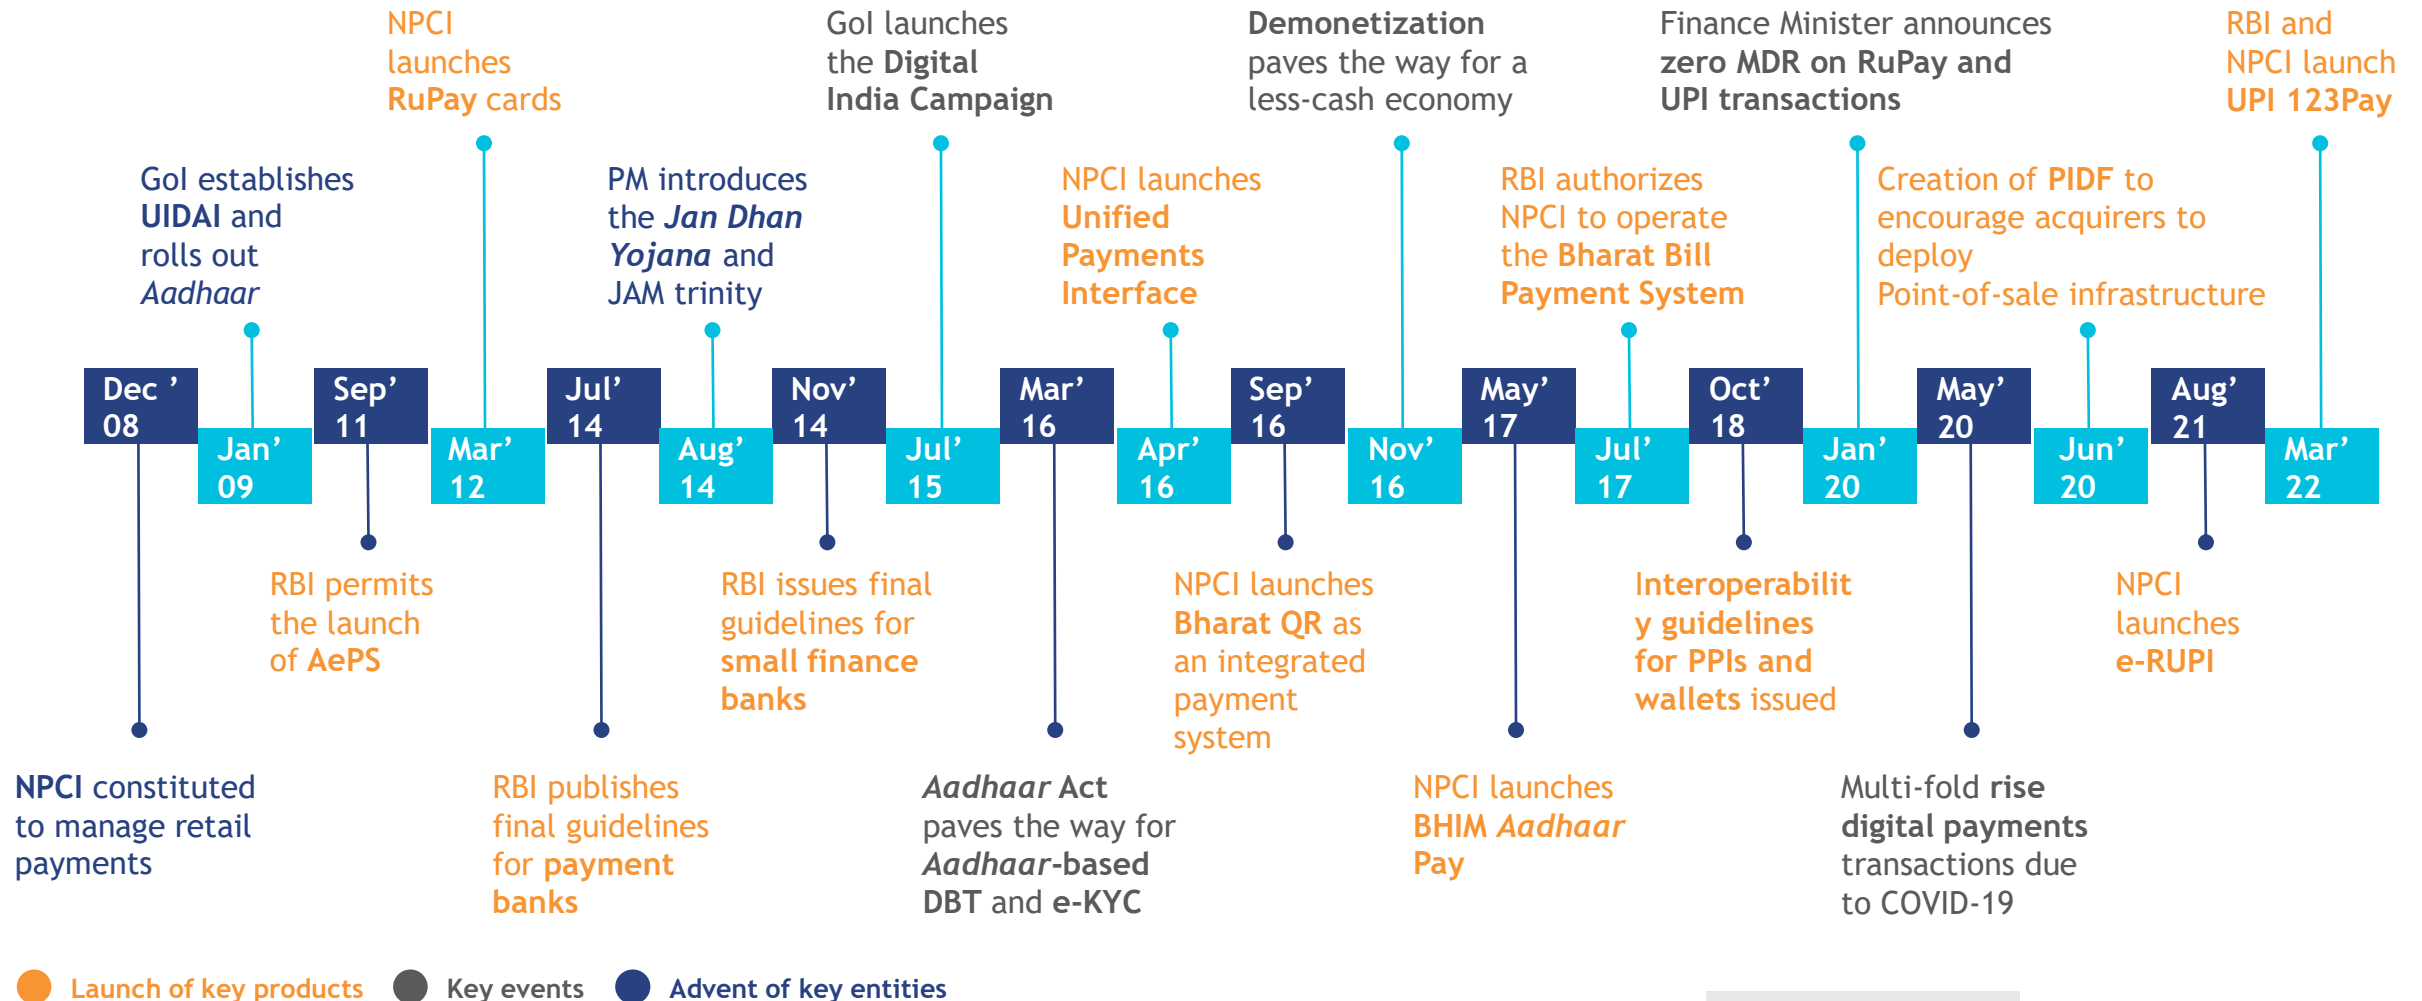 NPCI
launches
RuPay cards
GoI launches
the Digital
India Campaign
Demonetization
paves the way for a
less-cash economy
Finance Minister announces
zero MDR on RuPay and
UPI transactions
RBI and
NPCI launch
UPI 123Pay
GoI establishes
UIDAI and
rolls out
Aadhaar
PM introduces
the Jan Dhan
Yojana and
JAM trinity
NPCI launches
Unified
Payments
Interface
RBI authorizes
NPCI to operate
the Bharat Bill
Payment System
Creation of PIDF to
encourage acquirers to
deploy
Point-of-sale infrastructure
Dec ’
08
Jan’
09
Sep’
11
Mar’
12
Jul’
14
Aug’
14
Nov’
14
Jul’
15
Mar’
16
Apr’
16
Sep’
16
Nov’
16
May’
17
Jul’
17
Oct’
18
Jan’
20
May’
20
Jun’
20
Aug’
21
Mar’
22
RBI permits
the launch
of AePS
RBI issues final
guidelines for
small finance
banks
NPCI launches
Bharat QR as
an integrated
payment
system
Interoperabilit
y guidelines
for PPIs and
wallets issued
NPCI
launches
e-RUPI
NPCI constituted
to manage retail
payments
RBI publishes
final guidelines
for payment
banks
Aadhaar Act
paves the way for
Aadhaar-based
DBT and e-KYC
NPCI launches
BHIM Aadhaar
Pay
Multi-fold rise
digital payments
transactions due
to COVID-19
Launch of key products
Key events
Advent of key entities